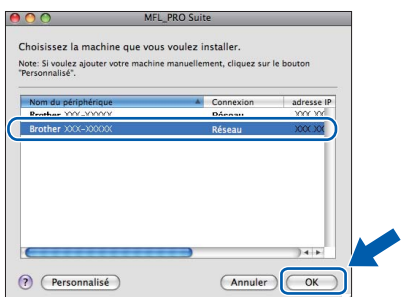 MFL_PRO Suite
Choisissez la machine que vous voulez installer.
Note: Si voulez ajouter votre machine manuellement, cliquez sur le bouton
"Personnalisé".
Nom du périphérique Connexion adresse IP
Brother XXX-XXXXX Réseau XXX.XX
Brother XXX-XXXXX Réseau XXX.XX
? Personnalisé Annuler OK